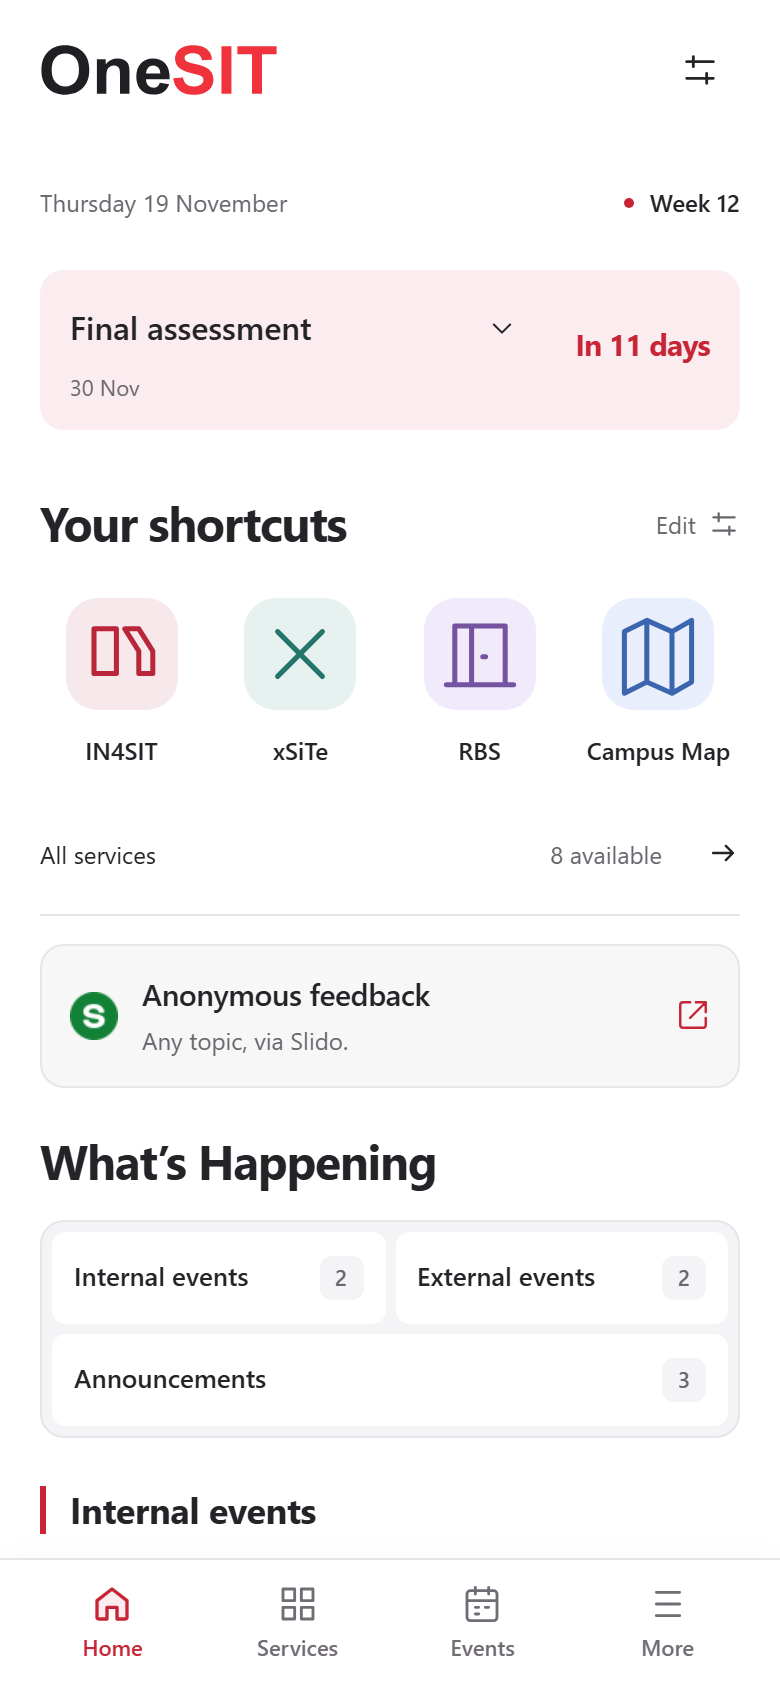 OneSIT
Thursday 19 November
Week 12
Final assessment
In 11 days
30 Nov
Your shortcuts
Edit
IN4SIT
xSiTe
RBS
Campus Map
All services
8 available
S
Anonymous feedback
Any topic, via Slido.
What’s Happening
Internal events
2
External events
2
Announcements
3
Internal events
Home
Services
Events
More